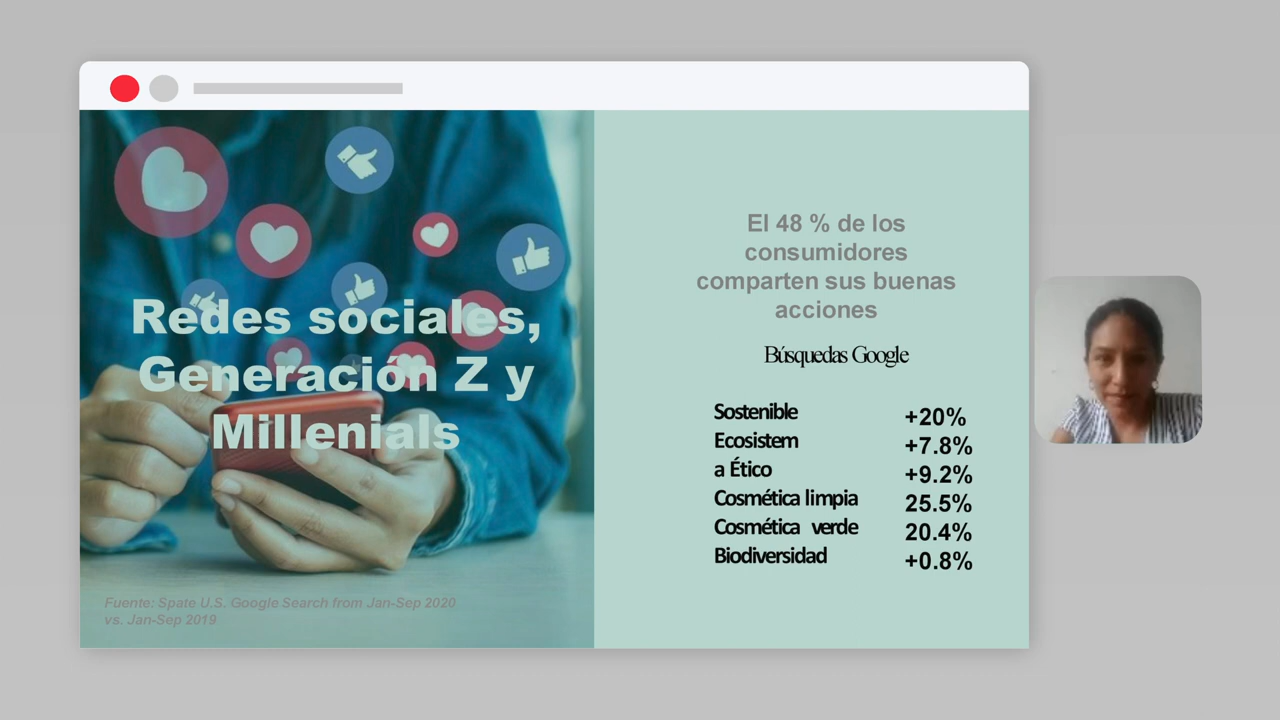 Redes sociales,
Generación Z y
Millenials
Fuente: Spate U.S. Google Search from Jan-Sep 2020
vs. Jan-Sep 2019
El 48 % de los
consumidores
comparten sus buenas
acciones
Búsquedas Google
Sostenible +20%
Ecosistem +7.8%
a Ético +9.2%
Cosmética limpia 25.5%
Cosmética verde 20.4%
Biodiversidad +0.8%